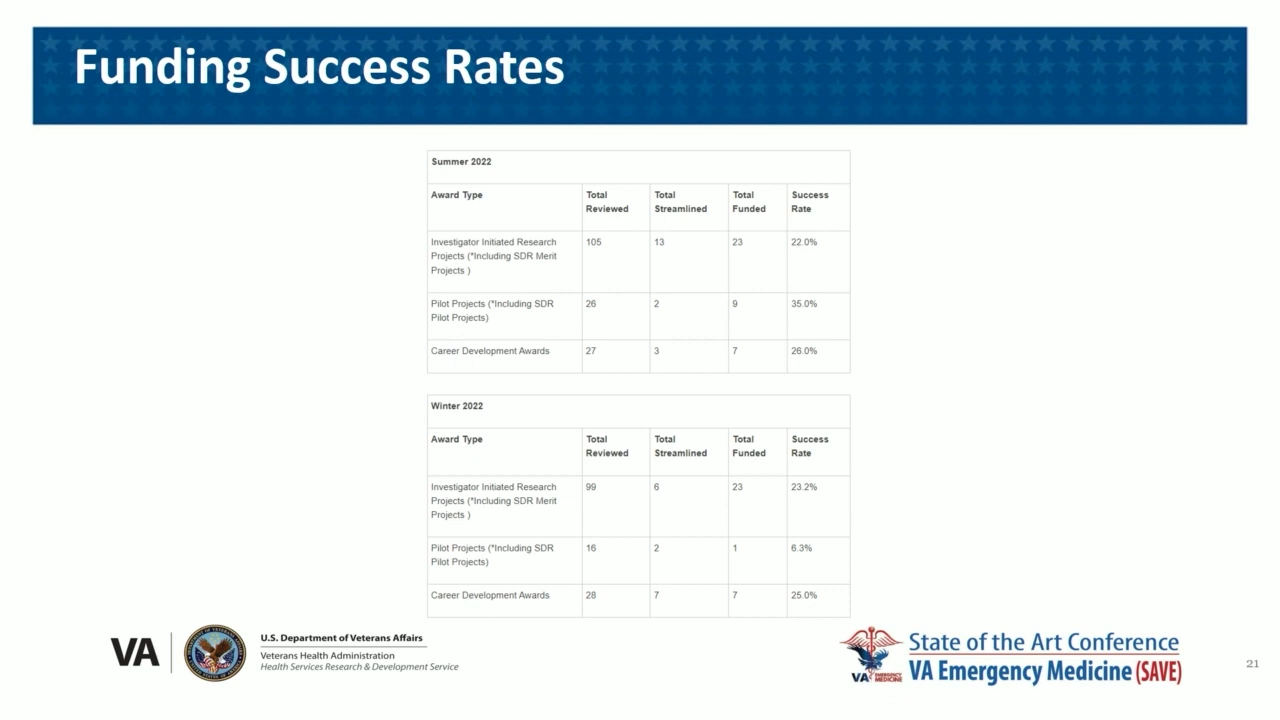 Funding Success Rates
Summer 2022
Award Type
Total Reviewed
Total Streamlined
Total Funded
Success Rate
Investigator Initiated Research
Projects (*Including SDR Merit
Projects )
105
13
23
22.0%
Pilot Projects (*Including SDR
Pilot Projects)
26
2
9
35.0%
Career Development Awards
27
3
7
26.0%
Winter 2022
Award Type
Total Reviewed
Total Streamlined
Total Funded
Success Rate
Investigator Initiated Research
Projects (*Including SDR Merit
Projects )
99
6
23
23.2%
Pilot Projects (*Including SDR
Pilot Projects)
16
2
1
6.3%
Career Development Awards
28
7
7
25.0%
VA
U.S. Department of Veterans Affairs
Veterans Health Administration
Health Services Research & Development Service
VA EMERGENCY MEDICINE
State of the Art Conference
VA Emergency Medicine (SAVE)
21